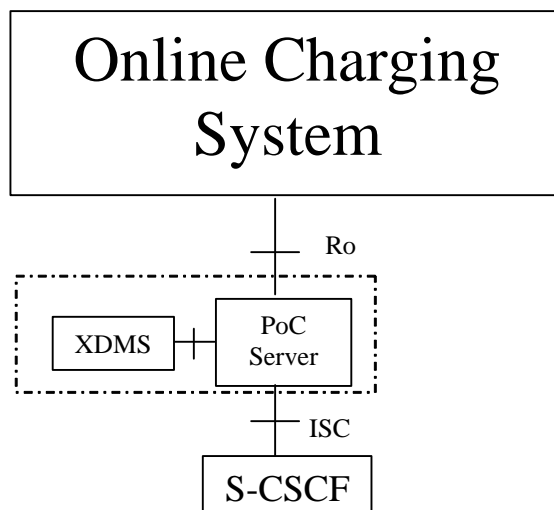 Online Charging
System
Ro
XDMS
PoC
Server
ISC
S-CSCF